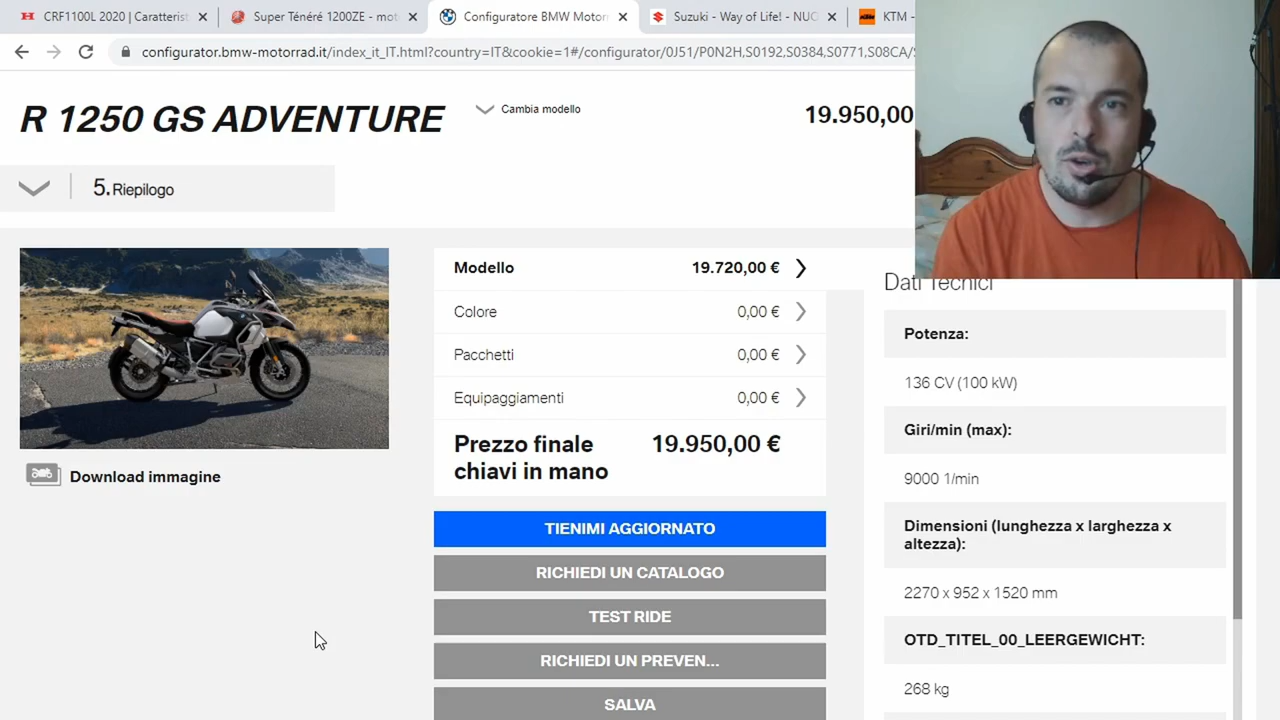 CRF1100L 2020 | Caratterist
Super Ténéré 1200ZE - mot
Configuratore BMW Motorr
Suzuki - Way of Life! - NUO
KTM -
configurator.bmw-motorrad.it/index_it_IT.html?country=IT&cookie=1#/configurator/0J51/P0N2H,S0192,S0384,S0771,S08CA/
R 1250 GS ADVENTURE
Cambia modello
19.950,00
5. Riepilogo
Modello 19.720,00 €
Colore 0,00 €
Pacchetti 0,00 €
Equipaggiamenti 0,00 €
Prezzo finale 19.950,00 €
chiavi in mano
Download immagine
TIENIMI AGGIORNATO
RICHIEDI UN CATALOGO
TEST RIDE
RICHIEDI UN PREVEN...
SALVA
Dati Tecnici
Potenza:
136 CV (100 kW)
Giri/min (max):
9000 1/min
Dimensioni (lunghezza x larghezza x
altezza):
2270 x 952 x 1520 mm
OTD_TITEL_00_LEERGEWICHT:
268 kg